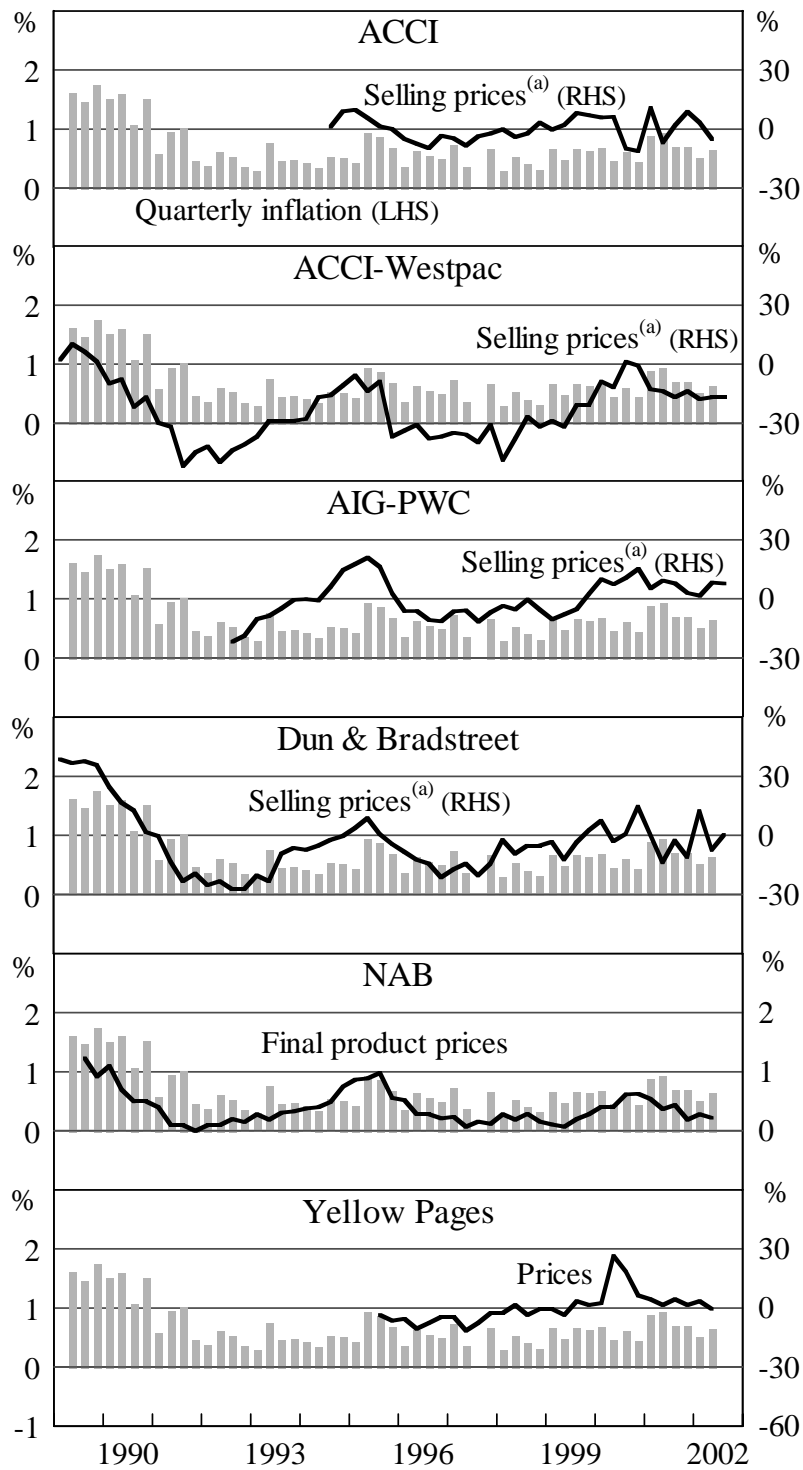 % ACCI %
2 30
Selling prices(a) (RHS)
1 0
0 -30
Quarterly inflation (LHS)
% ACCI-Westpac %
2 30
Selling prices(a) (RHS)
1 0
0 -30
% AIG-PWC %
2 30
Selling prices(a) (RHS)
1 0
0 -30
% Dun & Bradstreet %
2 30
Selling prices(a) (RHS)
1 0
0 -30
% NAB %
2 2
Final product prices
1 1
0 0
% Yellow Pages %
2 30
Prices
1 0
0 -30
-1 -60
1990 1993 1996 1999 2002